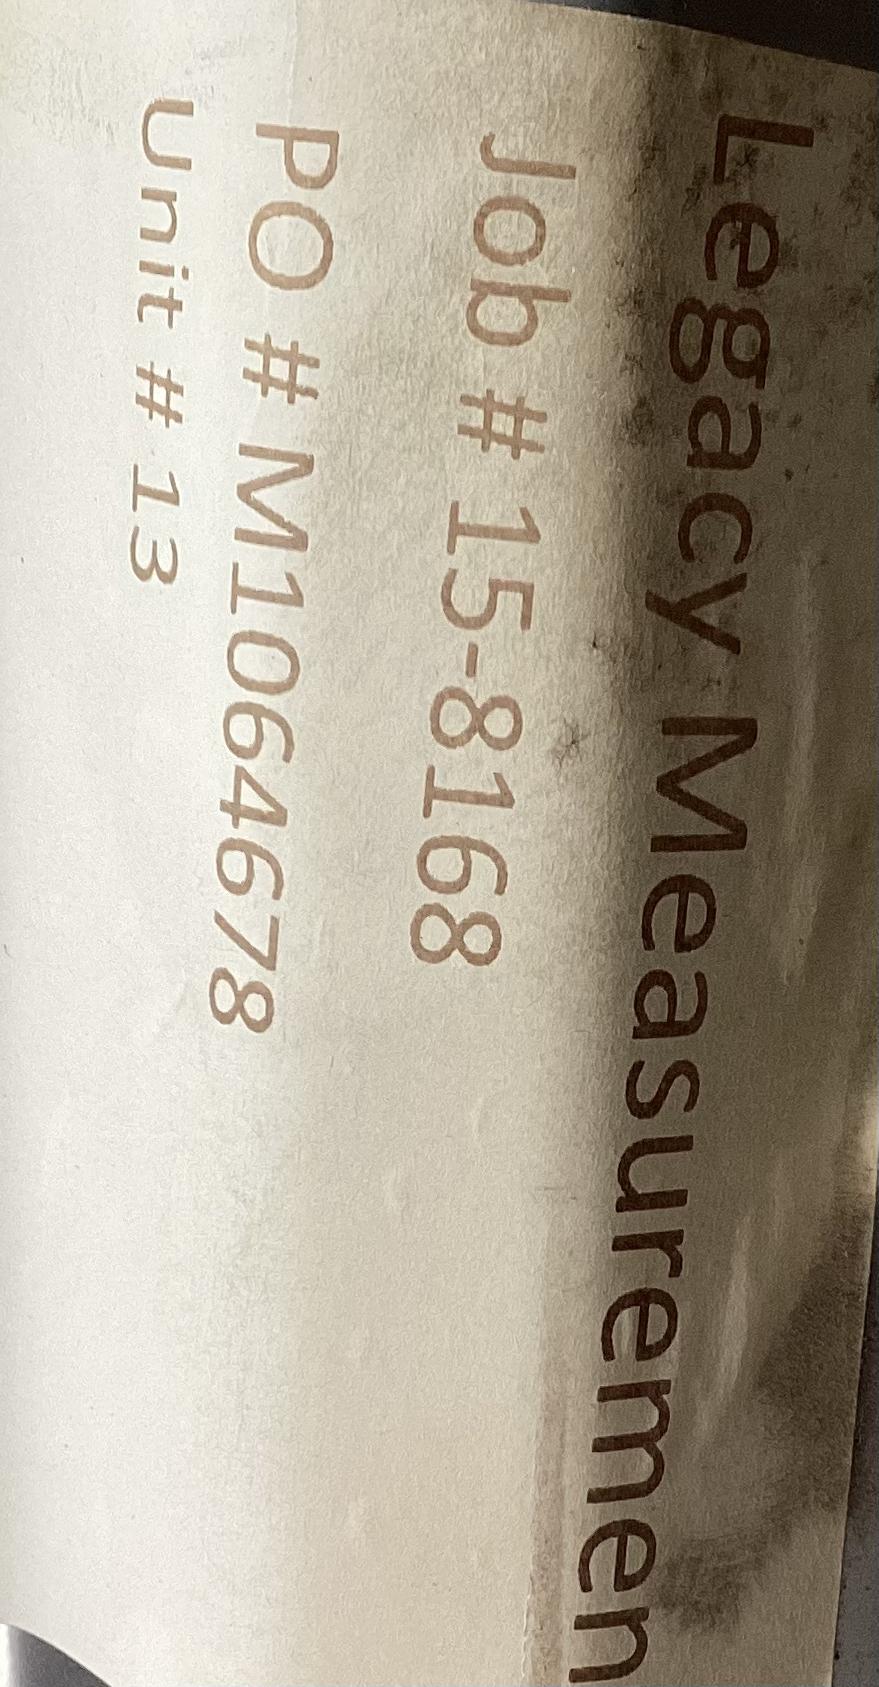 Legacy Measuremen
Job # 15-8168
PO # M1064678
Unit # 13